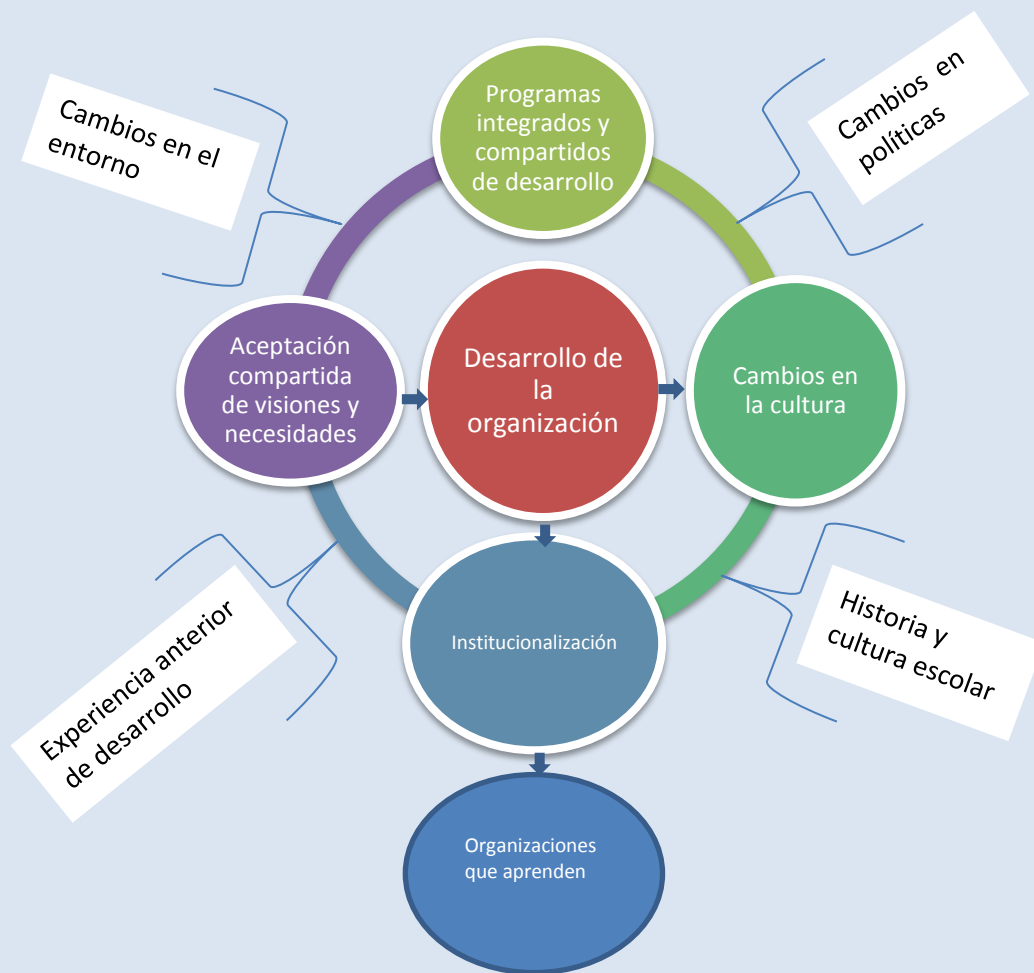 Programas
integrados y
compartidos
de desarrollo
Cambios en el
entorno
Cambios en
políticas
Aceptación
compartida
de visiones y
necesidades
Desarrollo de
la
organización
Cambios en
la cultura
Experiencia anterior
de desarrollo
Institucionalización
Historia y
cultura escolar
Organizaciones
que aprenden